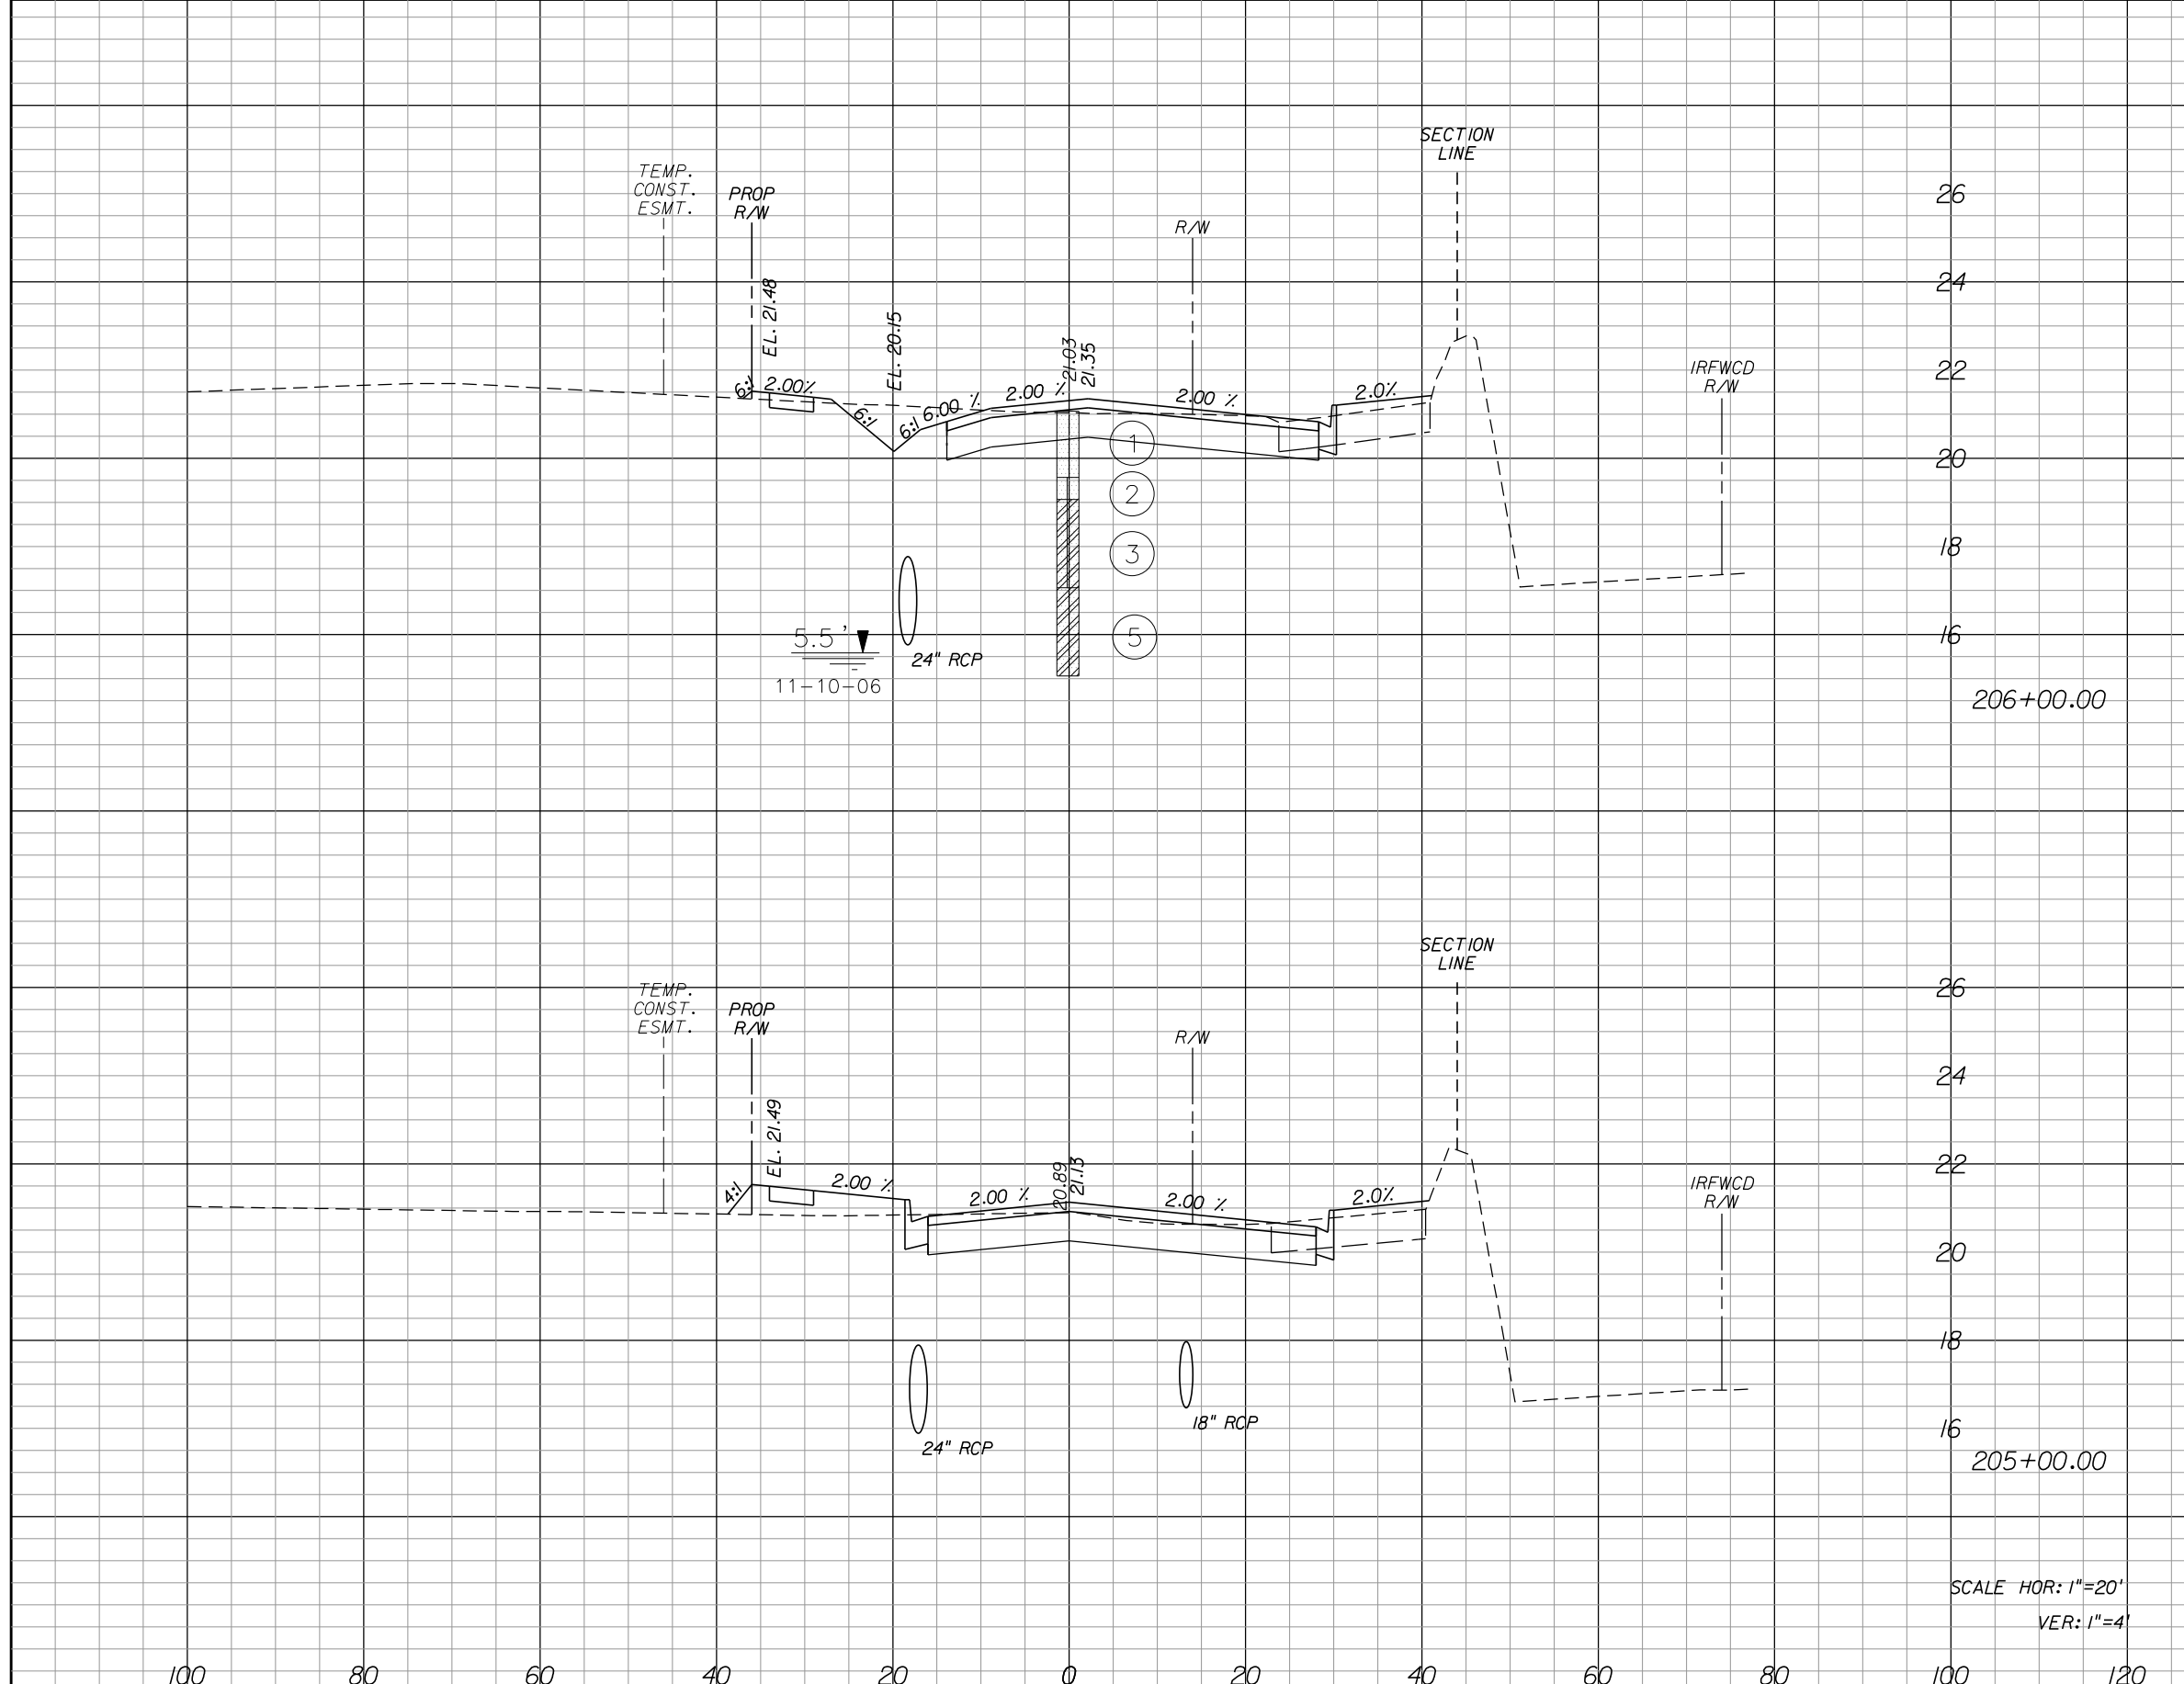 SECTION
LINE
TEMP.
CONST.
ESMT.
PROP
R/W
26
R/W
EL. 21.48
24
EL. 20.15
21.03
21.35
IRFWCD
R/W
22
6:1
2.00%
6:1
6:1
6.00 %
2.00 %
2.00 %
2.0%
1
20
2
3
18
5.5'
11-10-06
24" RCP
5
16
206+00.00
SECTION
LINE
TEMP.
CONST.
ESMT.
PROP
R/W
26
R/W
24
EL. 21.49
20.89
21.13
22
IRFWCD
R/W
4:1
2.00 %
2.00 %
2.00 %
2.0%
20
18
24" RCP
18" RCP
16
205+00.00
SCALE HOR: 1"=20'
VER: 1"=4'
100 80 60 40 20 0 20 40 60 80 100 120